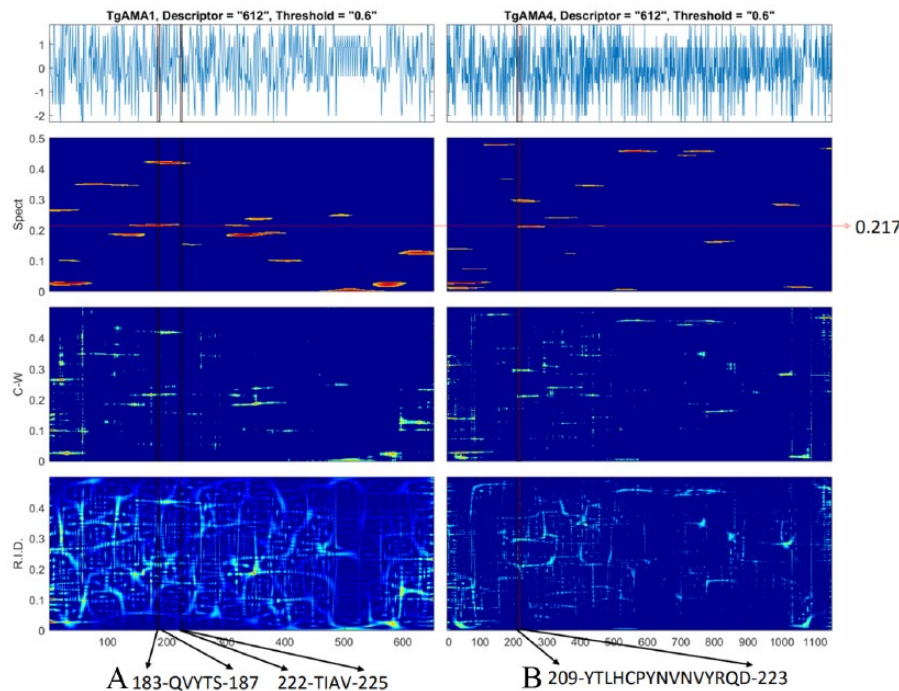 TgAMA1, Descriptor = "612", Threshold = "0.6"
TgAMA4, Descriptor = "612", Threshold = "0.6"
1
0
-1
-2
Spect
0.5
0.4
0.3
0.2
0.1
0
0.217
C-W
0.4
0.3
0.2
0.1
0
R.I.D.
0.4
0.3
0.2
0.1
0
100 200 300 400 500 600
0 100 200 300 400 500 600 700 800 900 1000 1100
A 183-QVYTS-187 222-TIAV-225
B 209-YTLHCPYNVNVYRQD-223